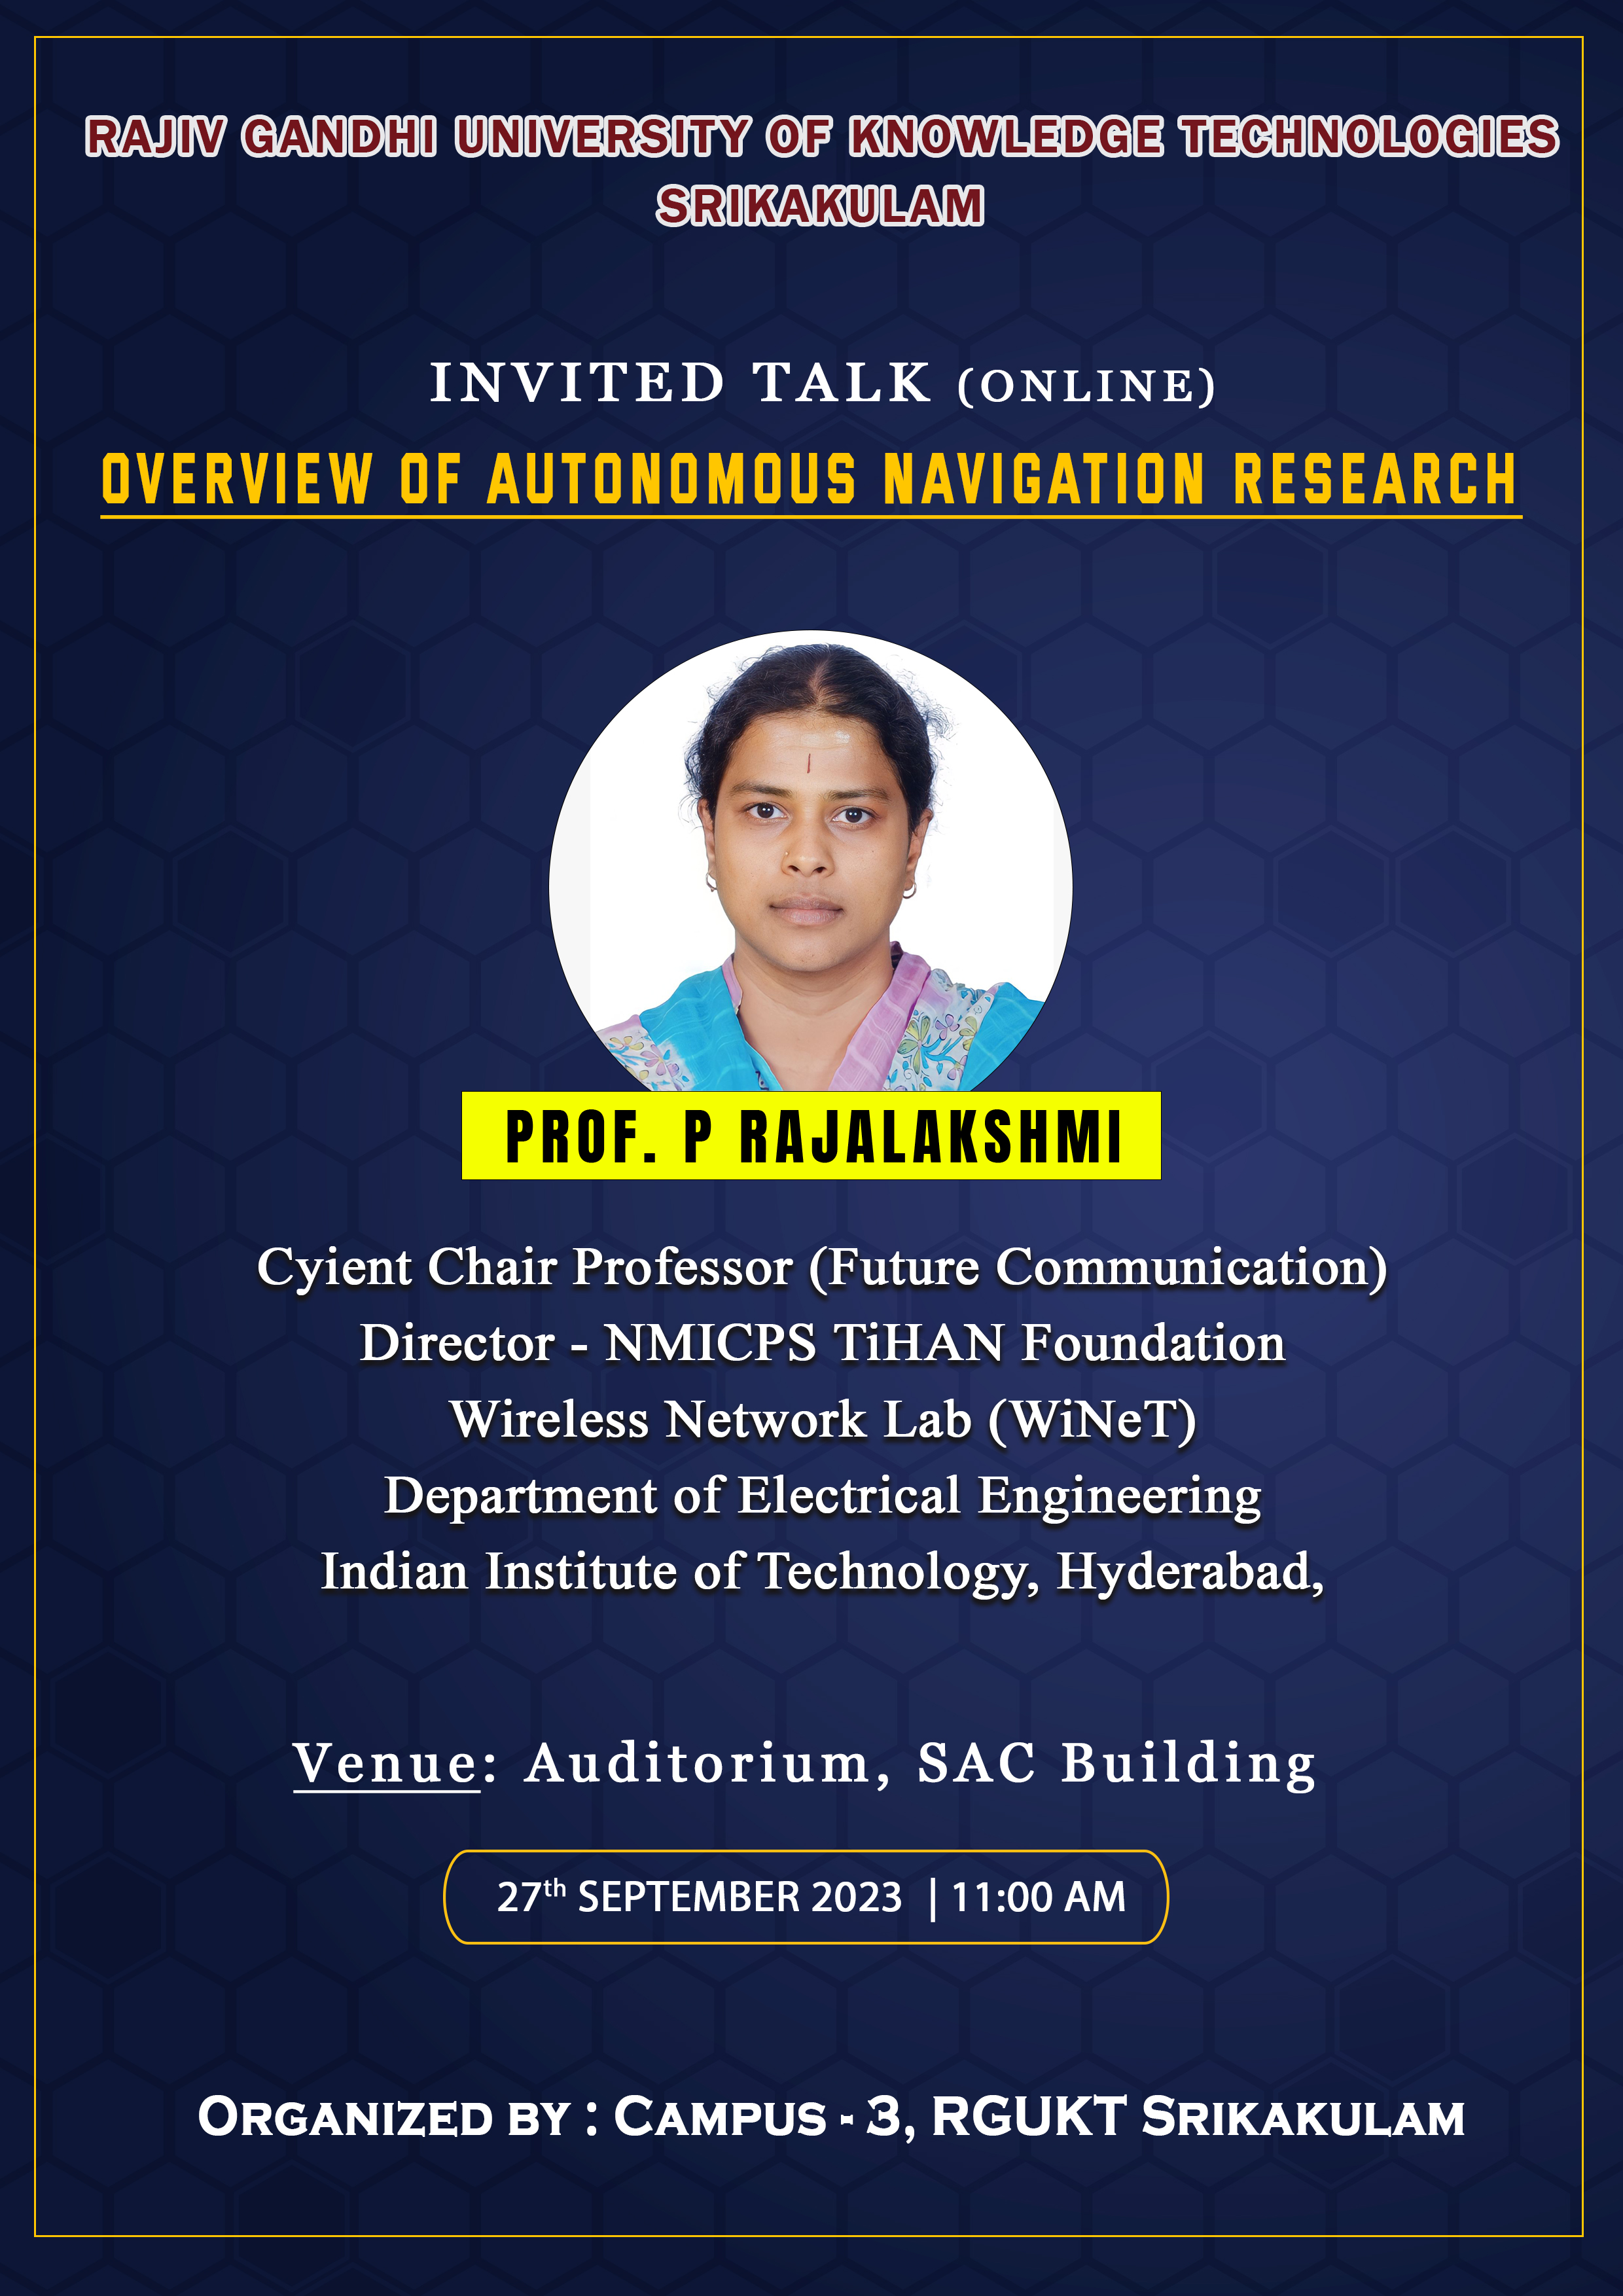 RAJIV GANDHI UNIVERSITY OF KNOWLEDGE TECHNOLOGIES
SRIKAKULAM
INVITED TALK (ONLINE)
OVERVIEW OF AUTONOMOUS NAVIGATION RESEARCH
PROF. P RAJALAKSHMI
Cyient Chair Professor (Future Communication)
Director - NMICPS TiHAN Foundation
Wireless Network Lab (WiNeT)
Department of Electrical Engineering
Indian Institute of Technology, Hyderabad,
Venue: Auditorium, SAC Building
27th SEPTEMBER 2023 | 11:00 AM
ORGANIZED BY : CAMPUS - 3, RGUKT SRIKAKULAM